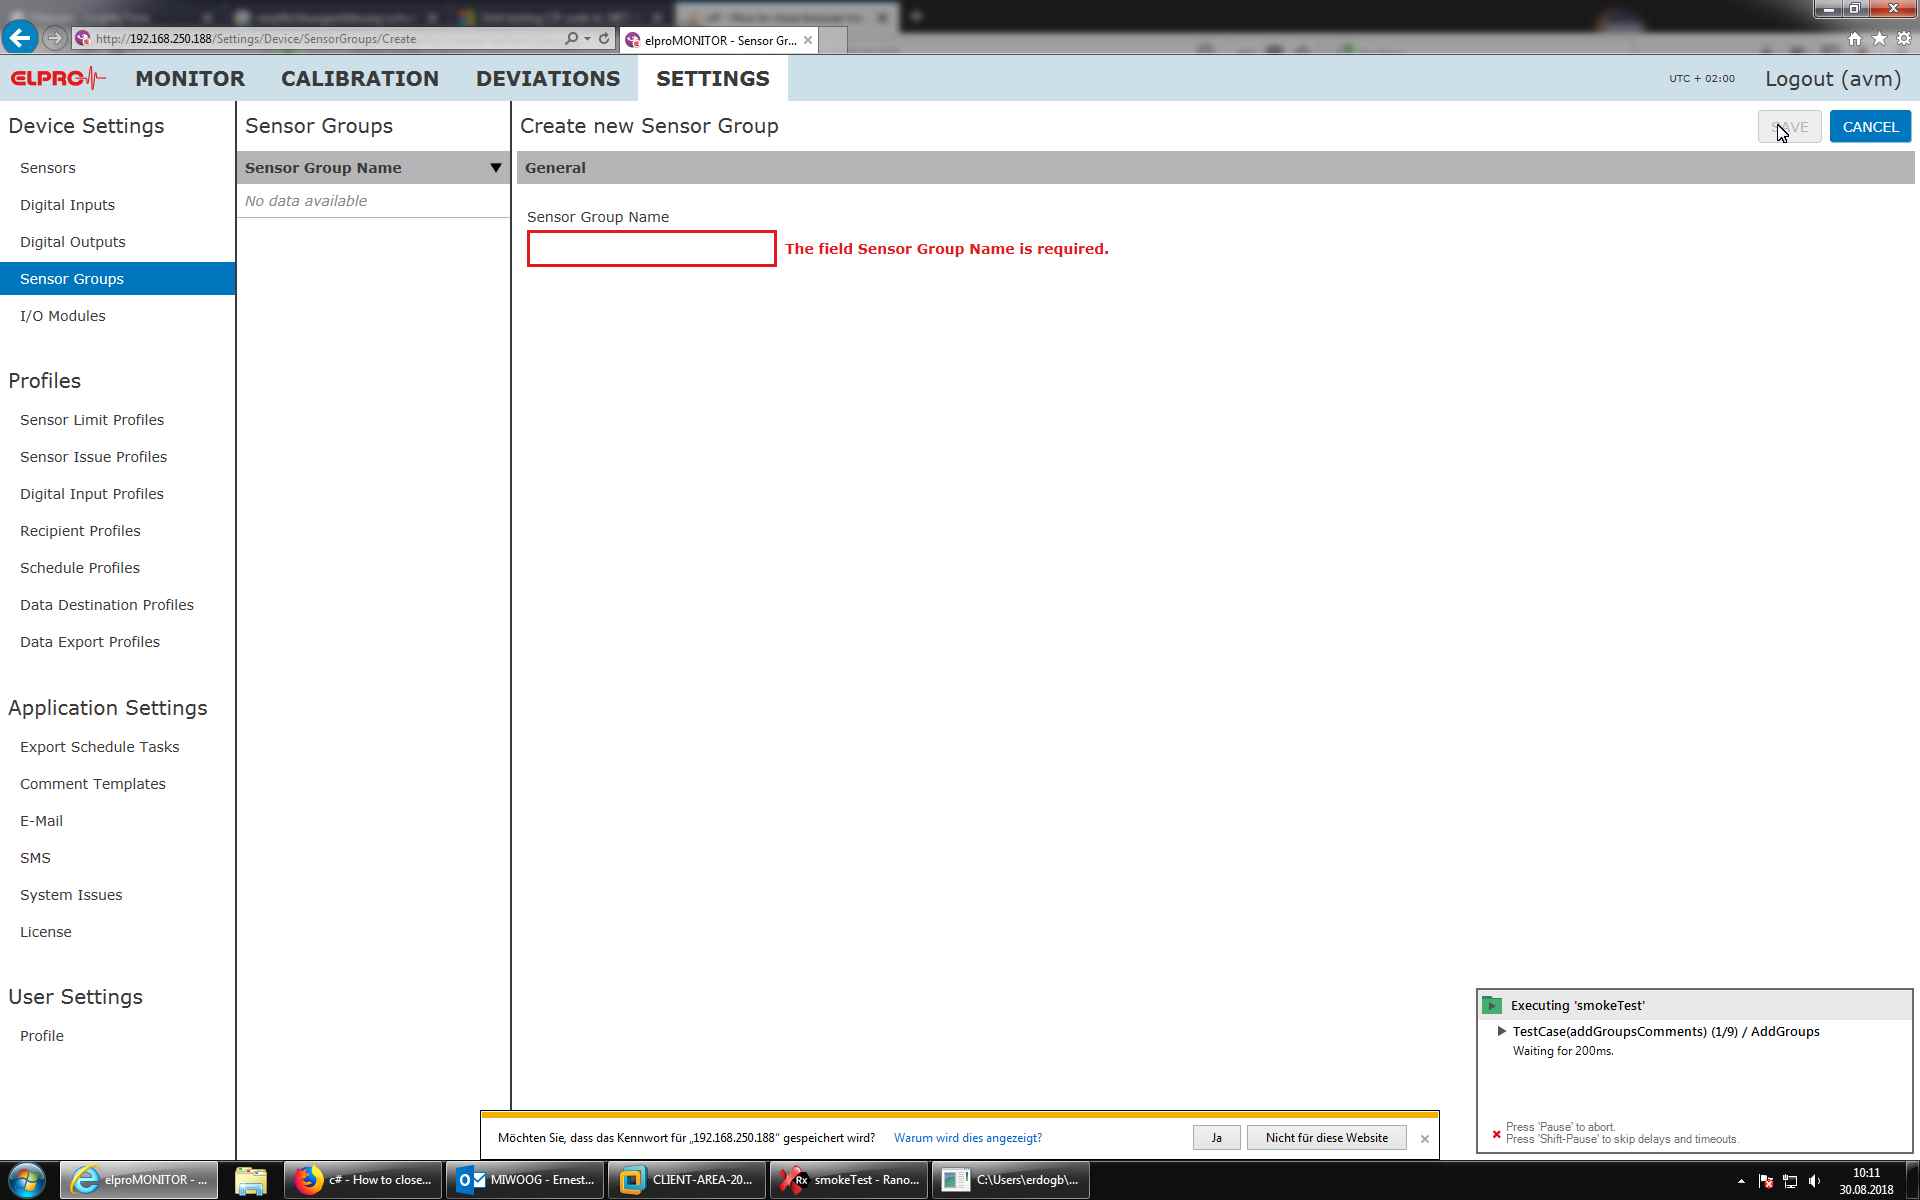 http://192.168.250.188/Settings/Device/SensorGroups/Create
elproMONITOR - Sensor Gr...
ELPRO
MONITOR
CALIBRATION
DEVIATIONS
SETTINGS
UTC + 02:00
Logout (avm)
Device Settings
Sensors
Digital Inputs
Digital Outputs
Sensor Groups
I/O Modules
Profiles
Sensor Limit Profiles
Sensor Issue Profiles
Digital Input Profiles
Recipient Profiles
Schedule Profiles
Data Destination Profiles
Data Export Profiles
Application Settings
Export Schedule Tasks
Comment Templates
E-Mail
SMS
System Issues
License
User Settings
Profile
Sensor Groups
Sensor Group Name
No data available
Create new Sensor Group
SAVE
CANCEL
General
Sensor Group Name
The field Sensor Group Name is required.
Executing 'smokeTest'
TestCase(addGroupsComments) (1/9) / AddGroups
Waiting for 200ms.
Press 'Pause' to abort.
Press 'Shift-Pause' to skip delays and timeouts.
Möchten Sie, dass das Kennwort für „192.168.250.188“ gespeichert wird?
Warum wird dies angezeigt?
Ja
Nicht für diese Website
elproMONITOR - ...
c# - How to close...
MIWOOG - Ernest...
CLIENT-AREA-20...
Rx
smokeTest - Rano...
C:\Users\erdogb\...
10:11
30.08.2018